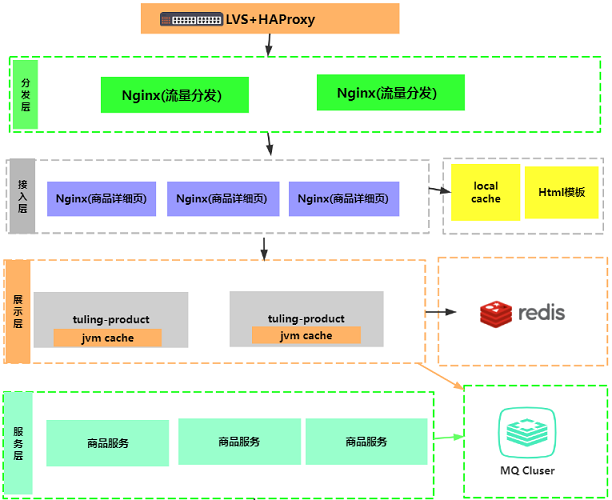 LVS+HAProxy
分发层
Nginx(流量分发)
Nginx(流量分发)
接入层
Nginx(商品详细页)
Nginx(商品详细页)
Nginx(商品详细页)
local
cache
Html模板
展示层
tuling-product
jvm cache
tuling-product
jvm cache
redis
服务层
商品服务
商品服务
商品服务
MQ Cluser